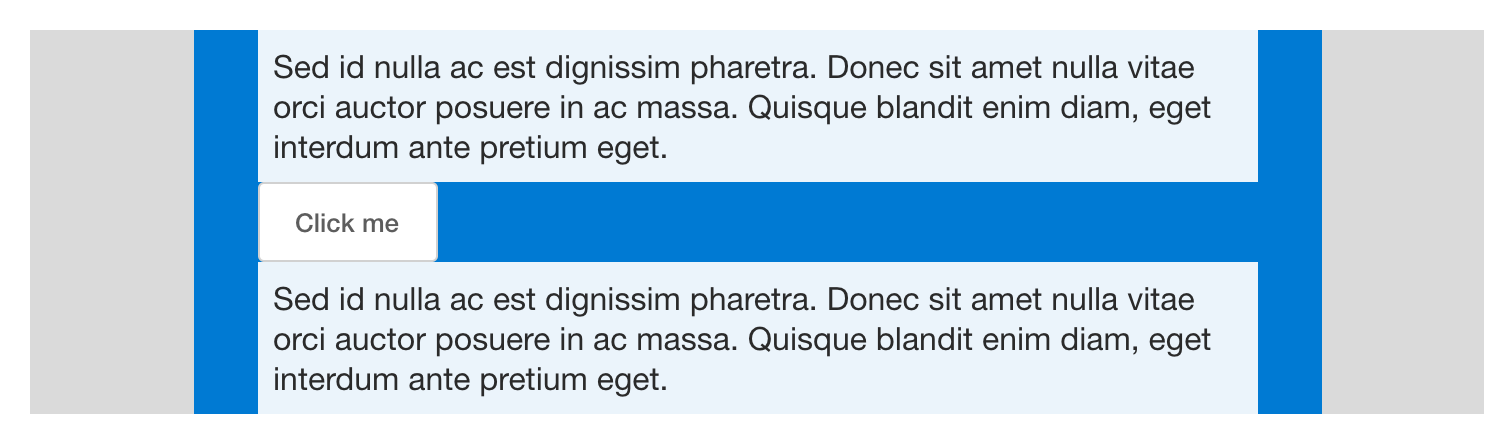 Sed id nulla ac est dignissim pharetra. Donec sit amet nulla vitae
orci auctor posuere in ac massa. Quisque blandit enim diam, eget
interdum ante pretium eget.
Click me
Sed id nulla ac est dignissim pharetra. Donec sit amet nulla vitae
orci auctor posuere in ac massa. Quisque blandit enim diam, eget
interdum ante pretium eget.